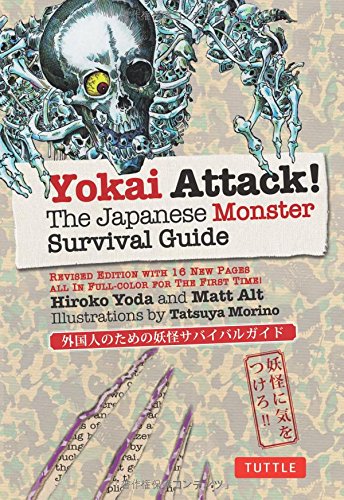 Yokai Attack!
The Japanese Monster
Survival Guide
REVISED EDITION WITH 16 NEW PAGES
ALL IN FULL-COLOR FOR THE FIRST TIME!
Hiroko Yoda and Matt Alt
Illustrations by Tatsuya Morino
外国人のための妖怪サバイバルガイド
妖怪に気を
つけろ!!
TUTTLE